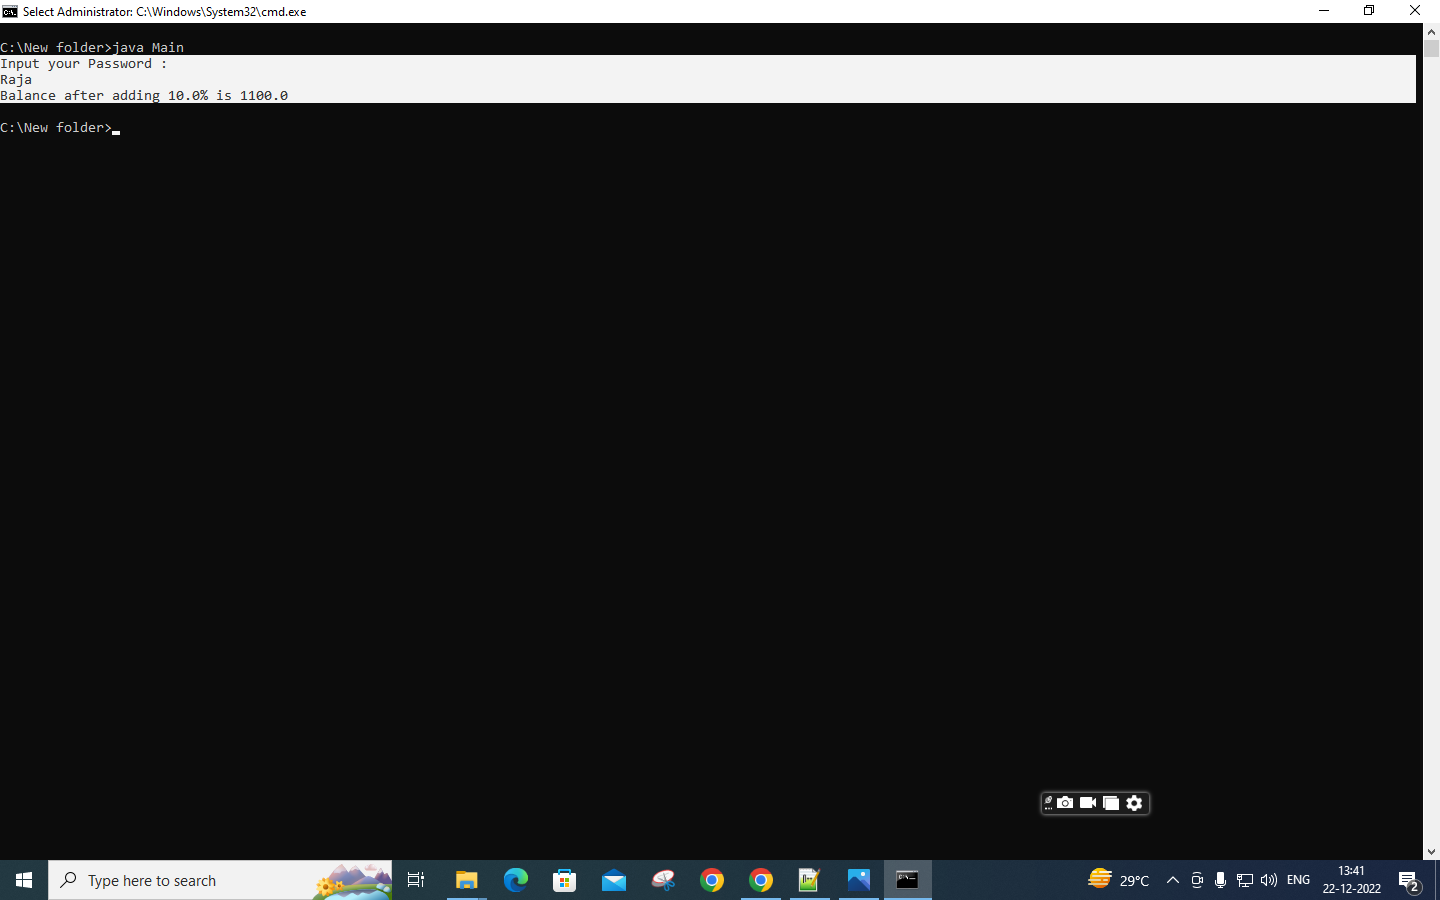 Select Administrator: C:\Windows\System32\cmd.exe
C:\New folder>java Main
Input your Password :
Raja
Balance after adding 10.0% is 1100.0
C:\New folder>
Type here to search
29°C
ENG
13:41
22-12-2022
2